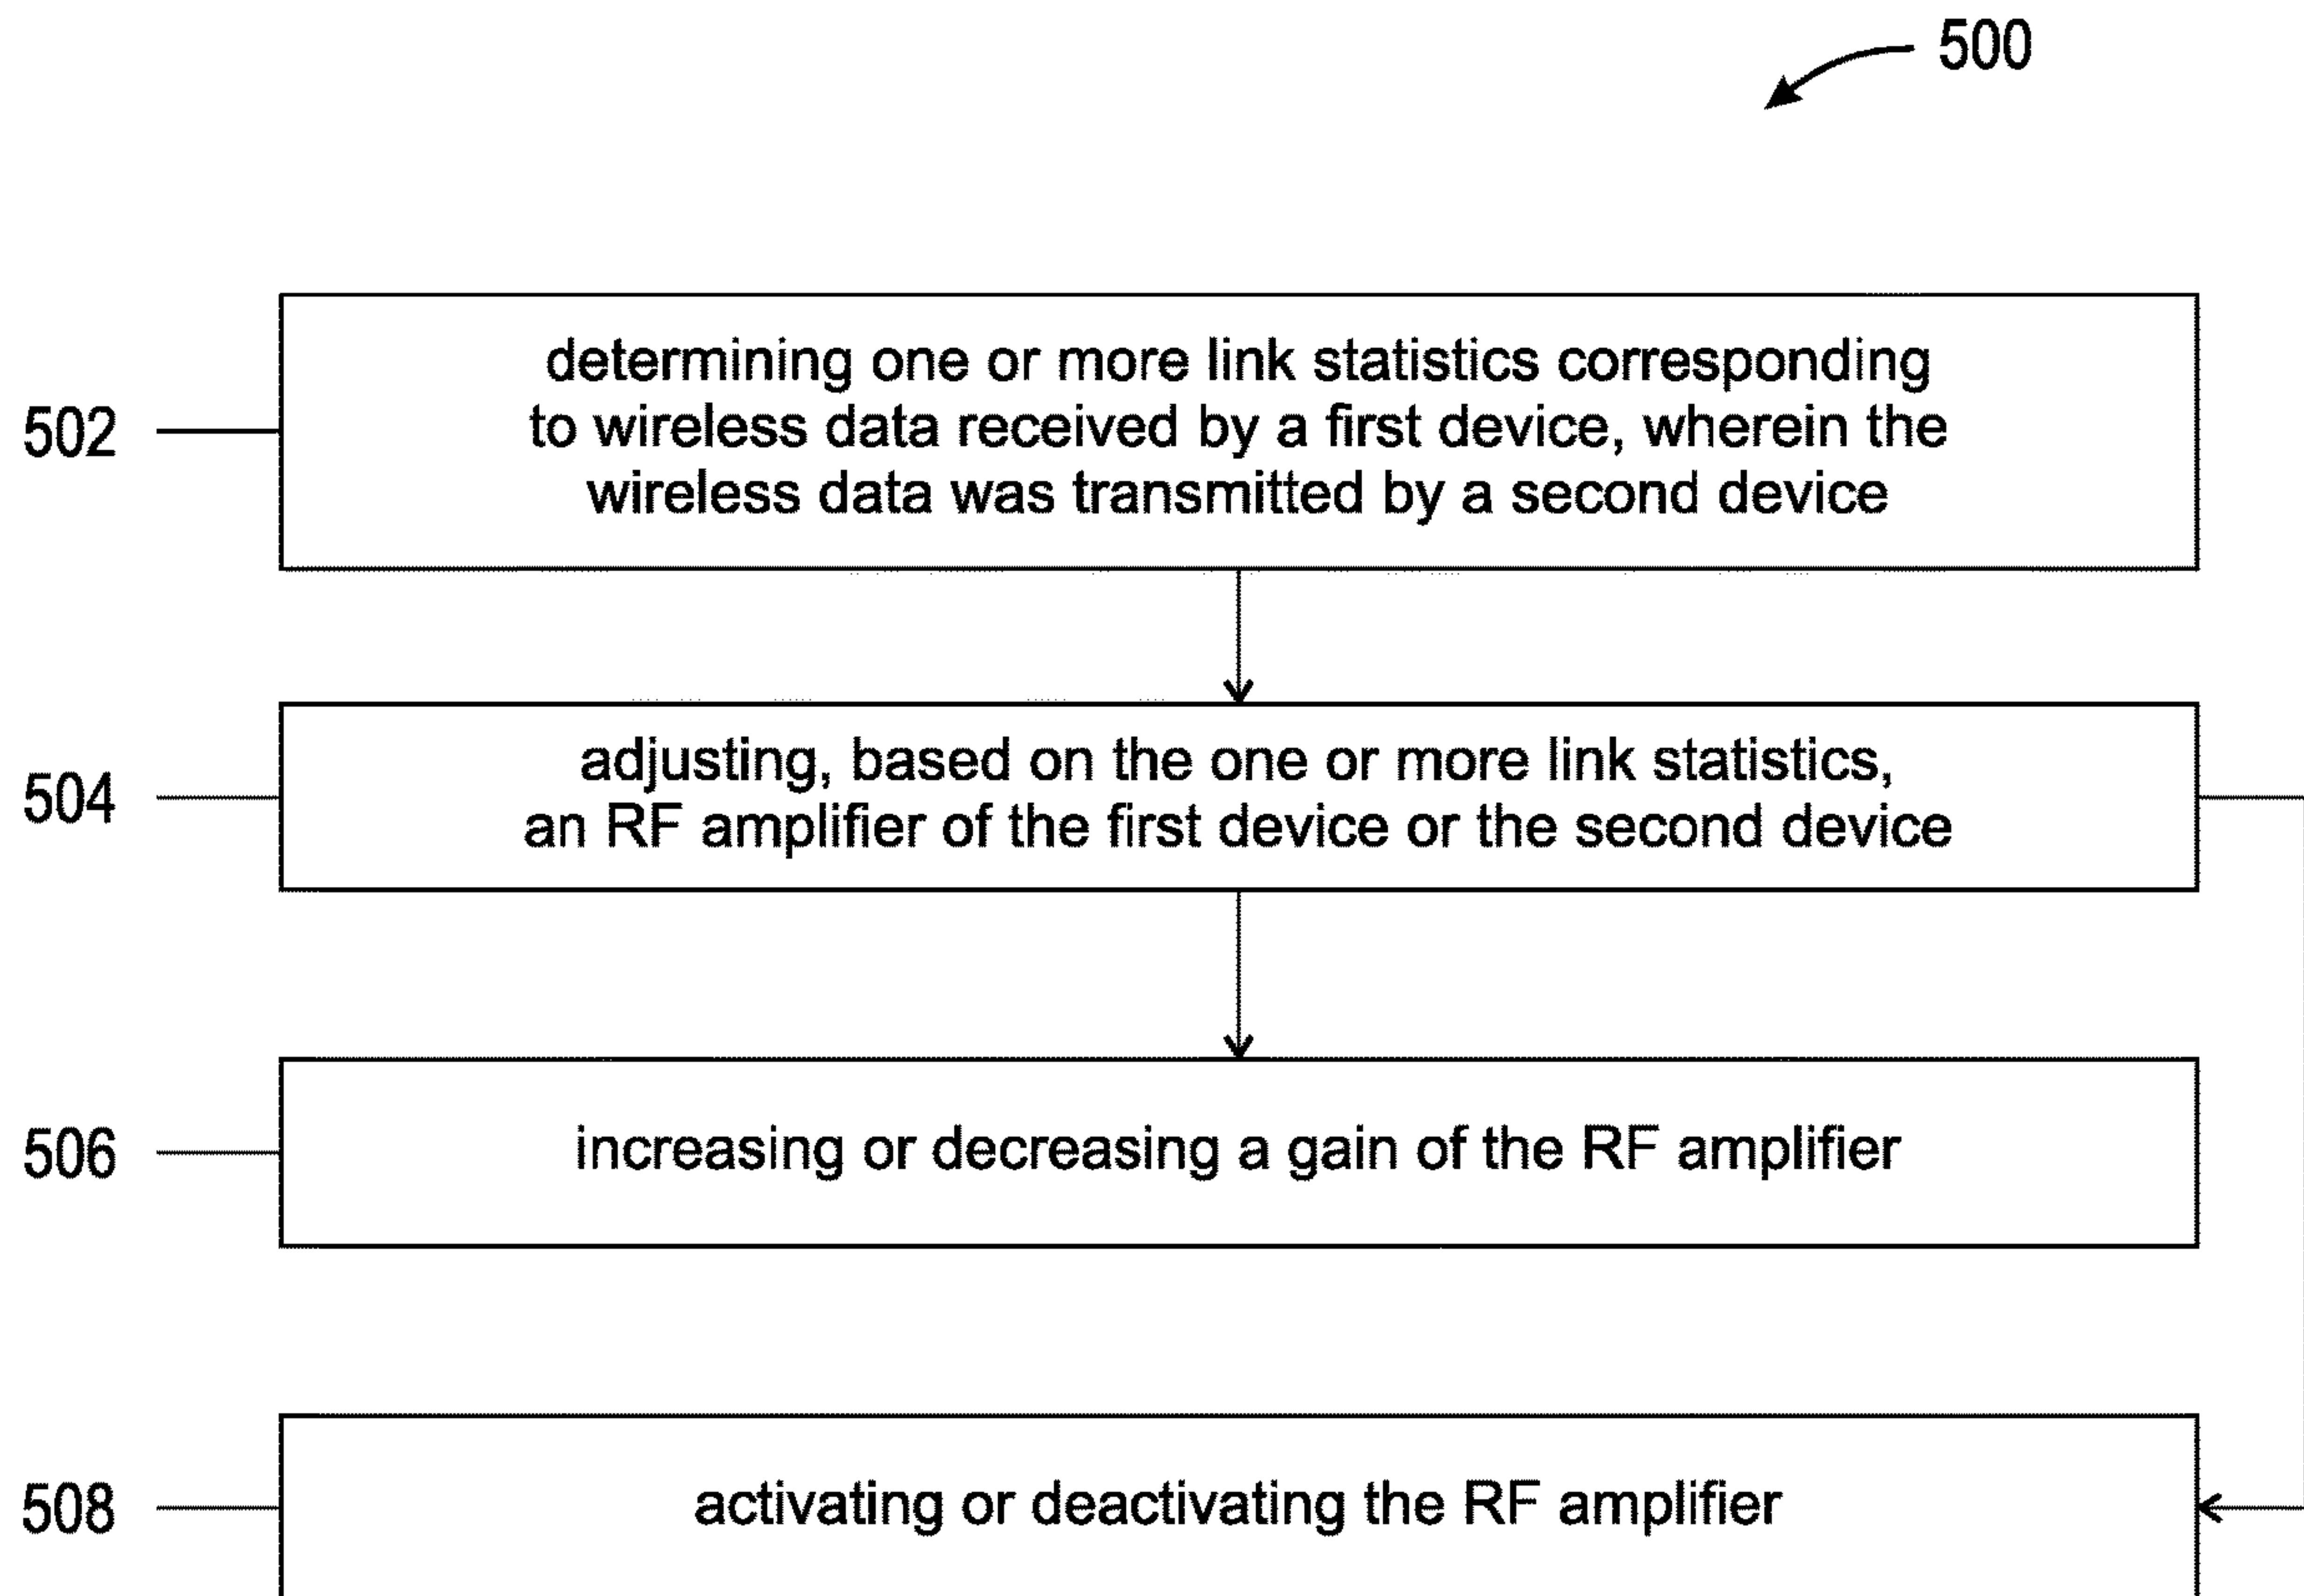 500
502
determining one or more link statistics corresponding
to wireless data received by a first device, wherein the
wireless data was transmitted by a second device
504
adjusting, based on the one or more link statistics,
an RF amplifier of the first device or the second device
506
increasing or decreasing a gain of the RF amplifier
508
activating or deactivating the RF amplifier